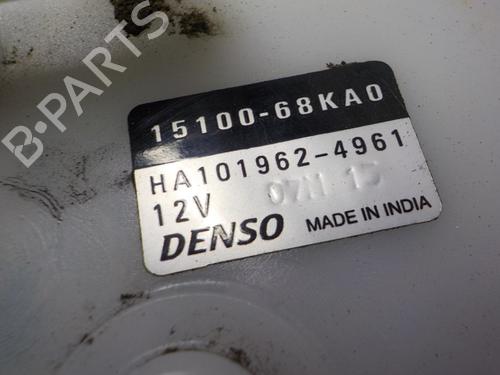 B-PARTS
15100-68KA0
HA101962-4961
12V
DENSO MADE IN INDIA